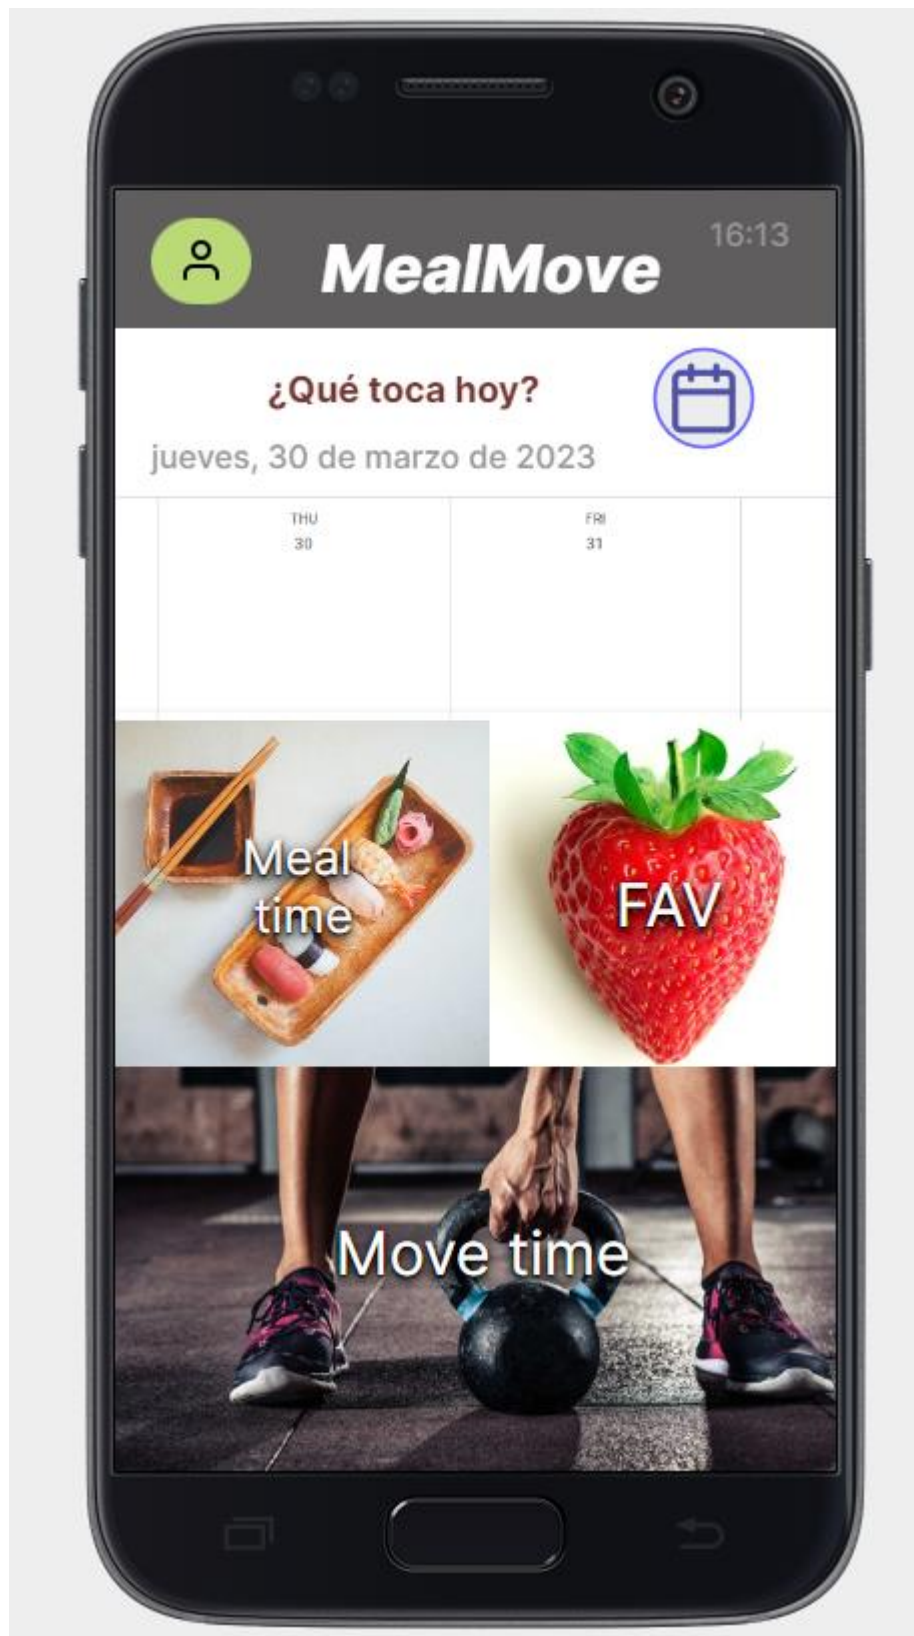 16:13
MealMove
¿Qué toca hoy?
jueves, 30 de marzo de 2023
THU
30
FRI
31
Meal
time
FAV
Move time